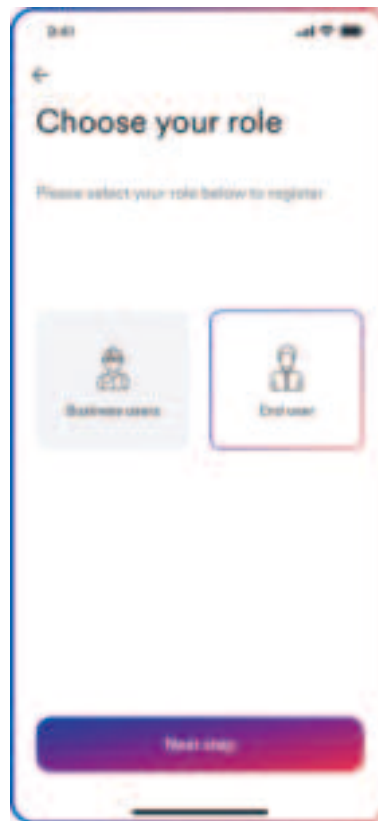 Choose your role
Please select your role below to register
Business users
End user
Next step